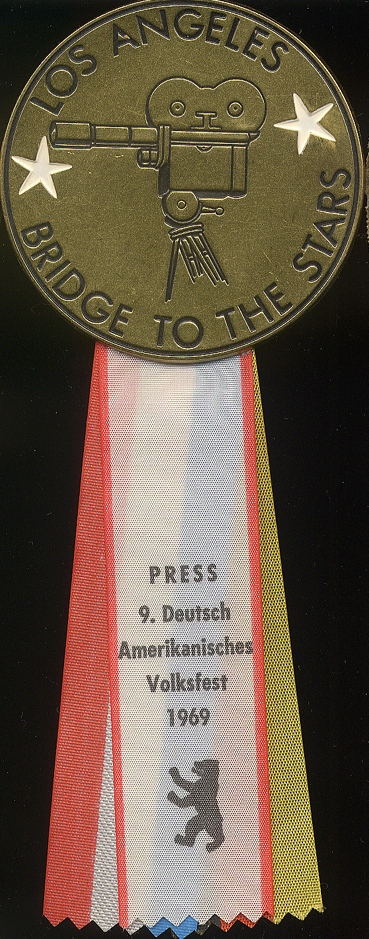 LOS ANGELES
BRIDGE TO THE STARS
PRESS
9. Deutsch
Amerikanisches
Volksfest
1969